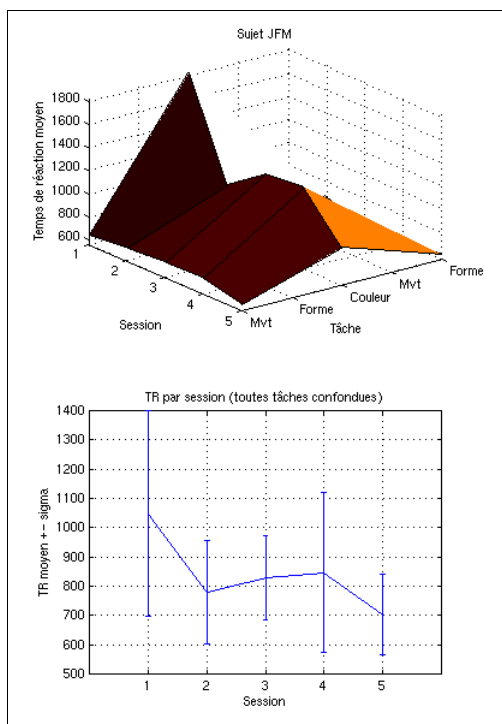 Sujet JFM
1800
1600
1400
1200
1000
800
600
Temps de réaction moyen
1
2
3
4
5
Session
Mvt
Forme
Couleur
Mvt
Forme
Tâche
TR par session (toutes tâches confondues)
1400
1300
1200
1100
1000
900
800
700
600
500
TR moyen +- sigma
1
2
3
4
5
Session